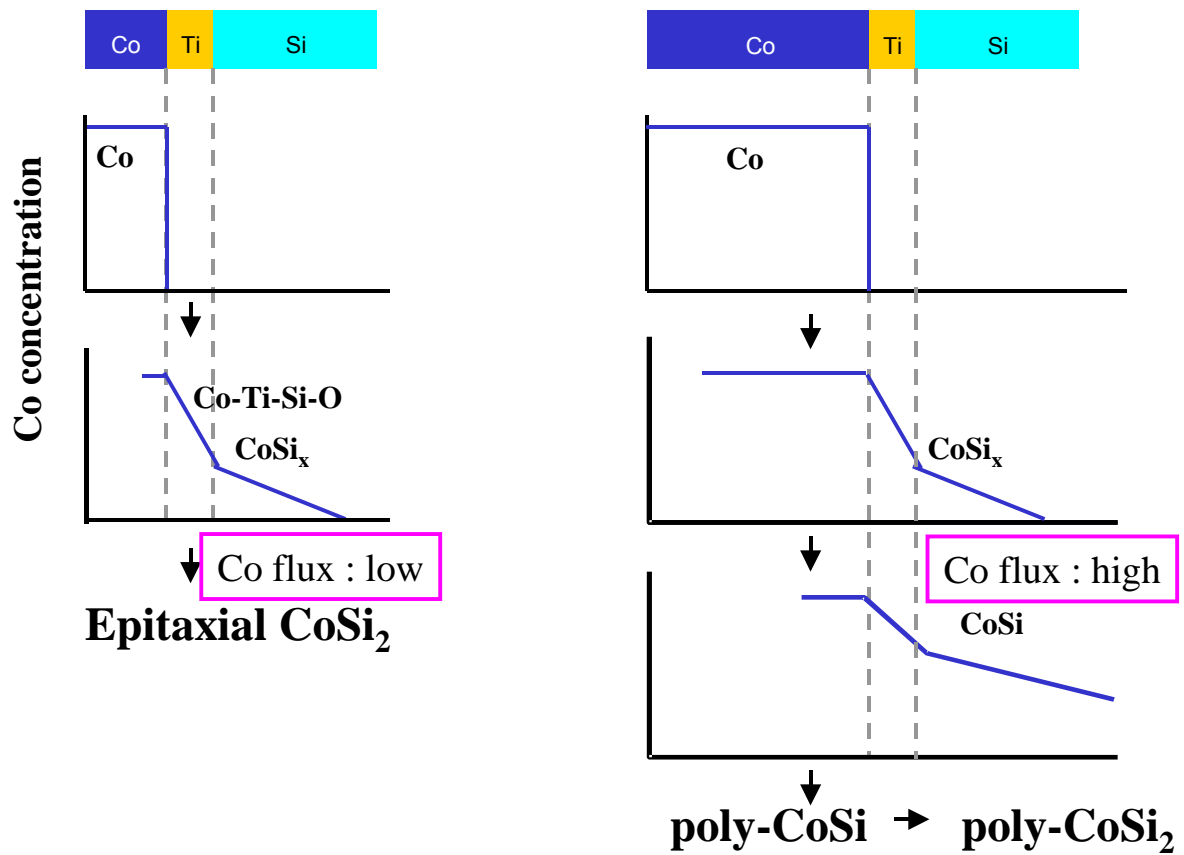 Co Ti Si
Co Ti Si
Co concentration
Co
Co
Co-Ti-Si-O
CoSiₓ
CoSiₓ
Co flux : low
Co flux : high
Epitaxial CoSi₂
CoSi
poly-CoSi → poly-CoSi₂